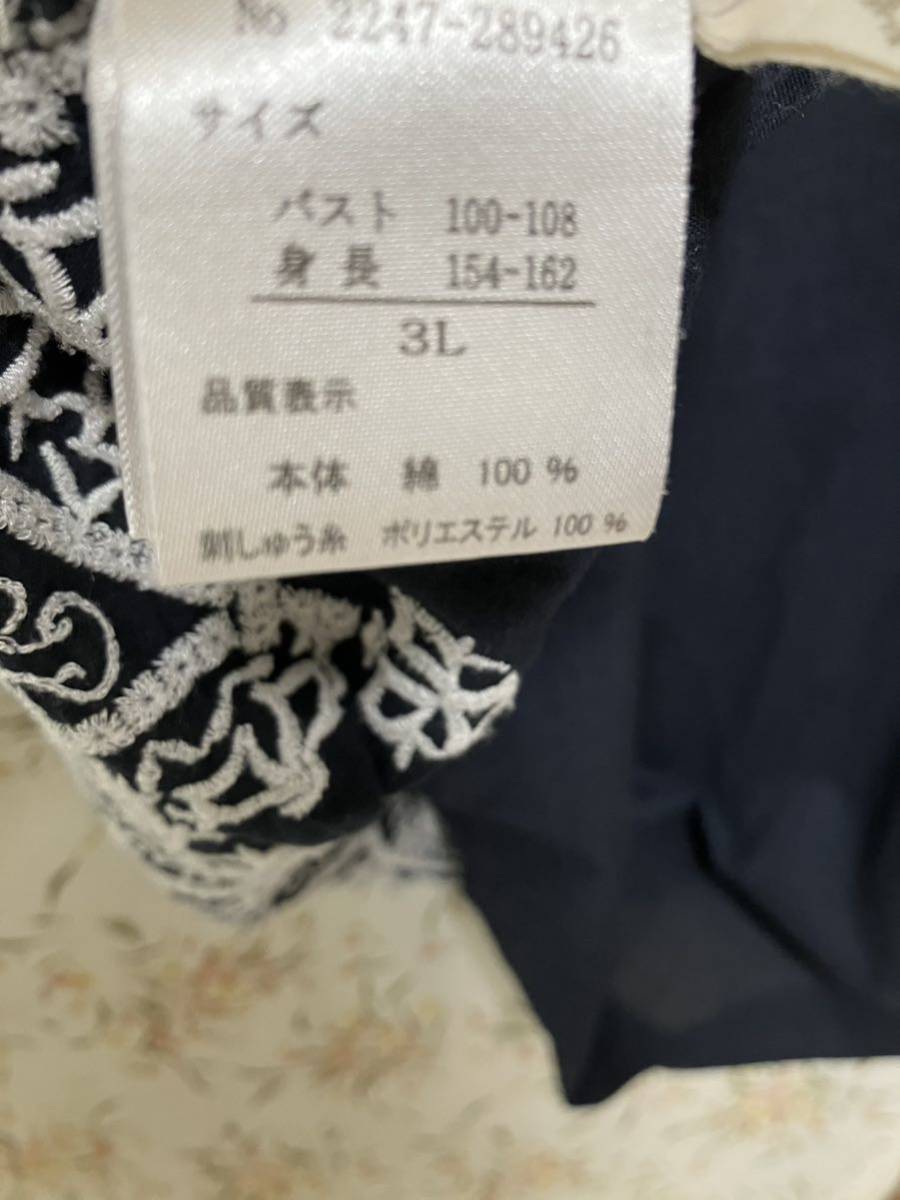 No 2247-289426
サイズ
バスト 100-108
身長 154-162
3L
品質表示
本体 綿 100 %
刺しゅう糸 ポリエステル 100 %